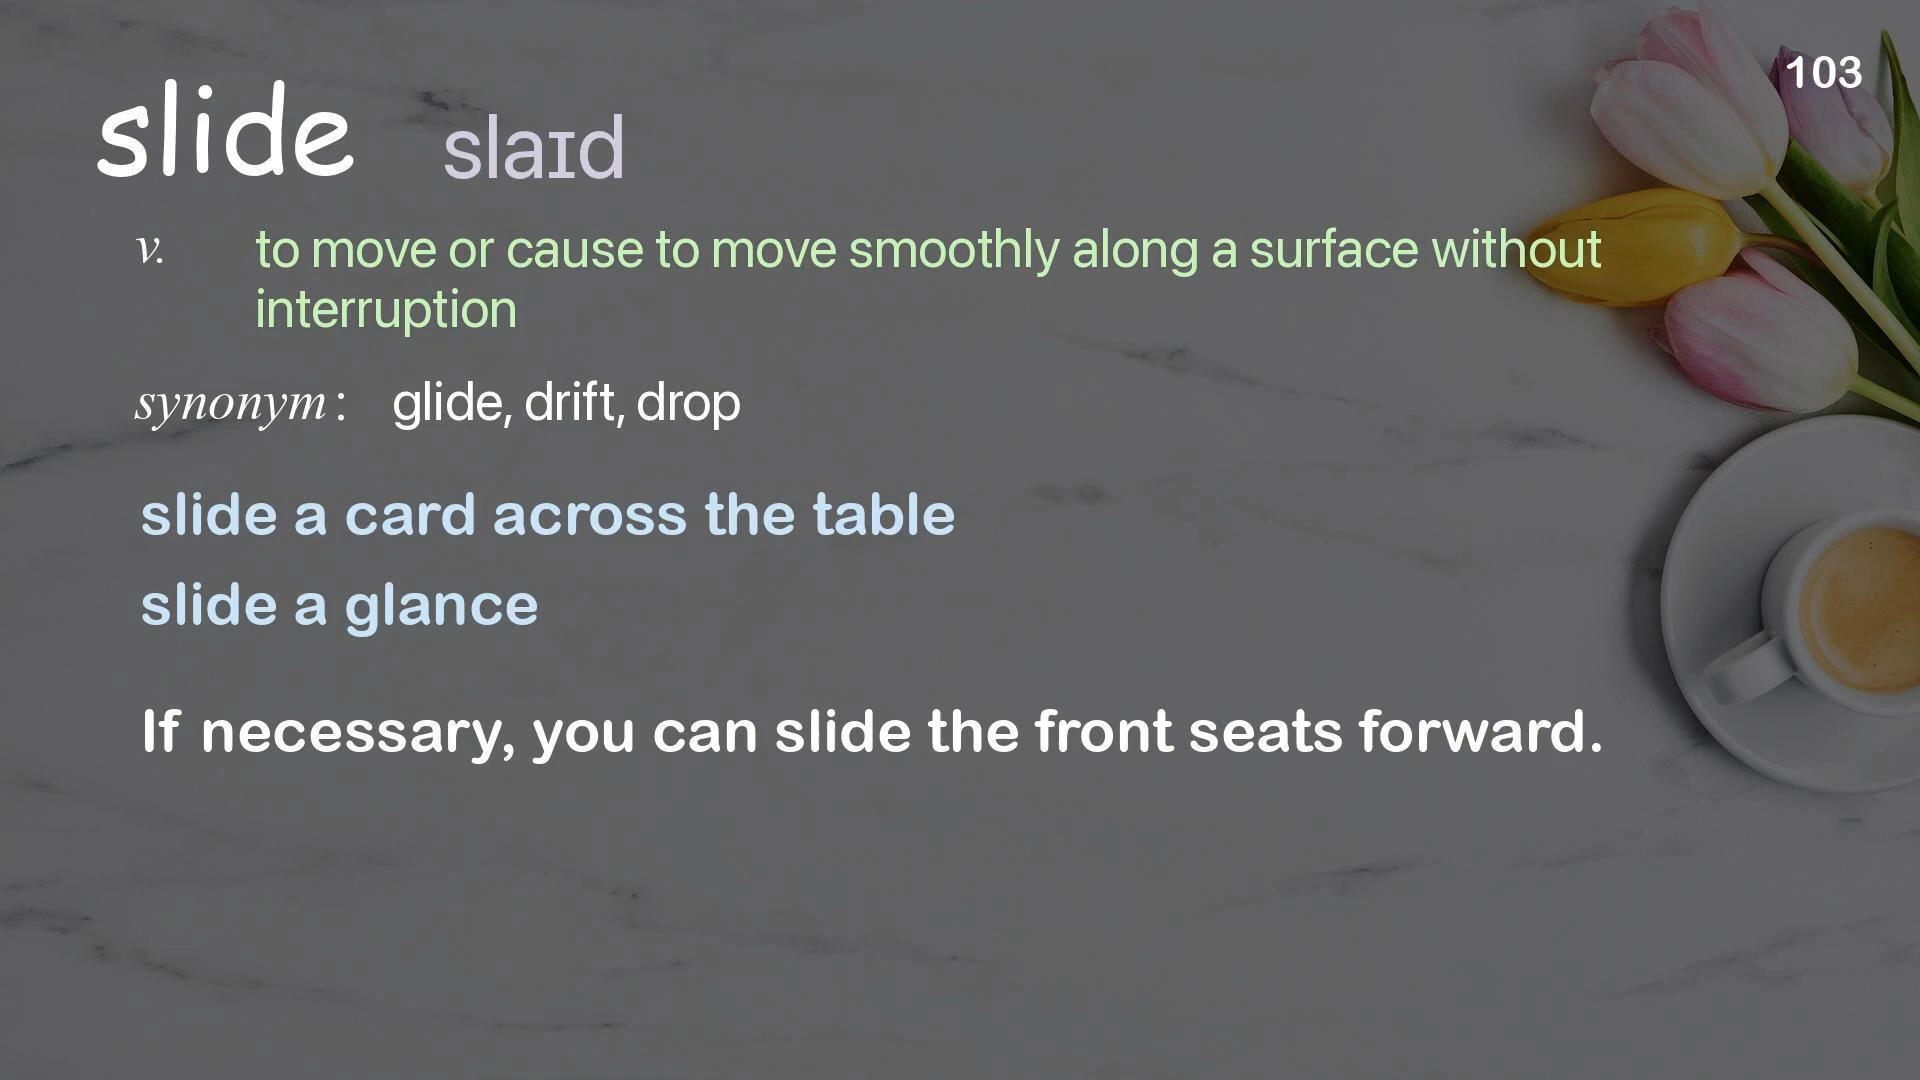 103
slide slaɪd
v. to move or cause to move smoothly along a surface without
interruption
synonym: glide, drift, drop
slide a card across the table
slide a glance
If necessary, you can slide the front seats forward.